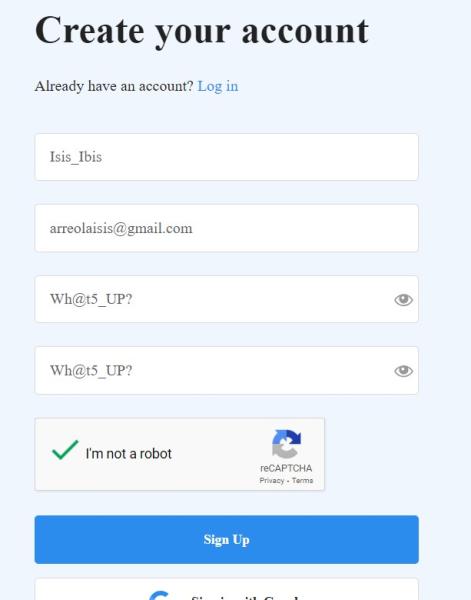 Create your account
Already have an account? Log in
Isis_Ibis
arreolaisis@gmail.com
Wh@t5_UP?
Wh@t5_UP?
I'm not a robot
reCAPTCHA
Privacy - Terms
Sign Up